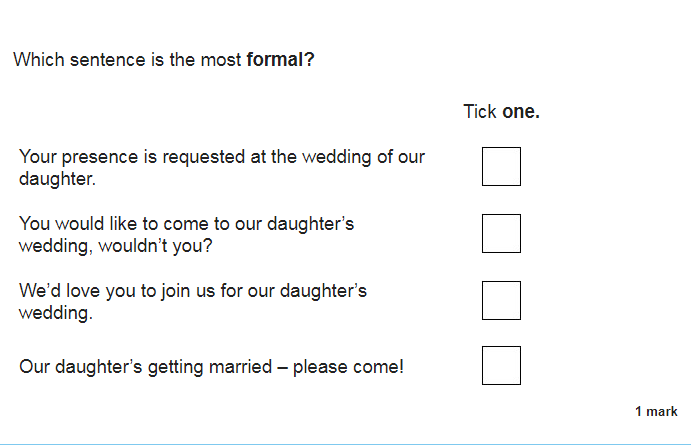 Which sentence is the most formal?
Tick one.
Your presence is requested at the wedding of our
daughter.
You would like to come to our daughter’s
wedding, wouldn’t you?
We’d love you to join us for our daughter’s
wedding.
Our daughter’s getting married – please come!
1 mark